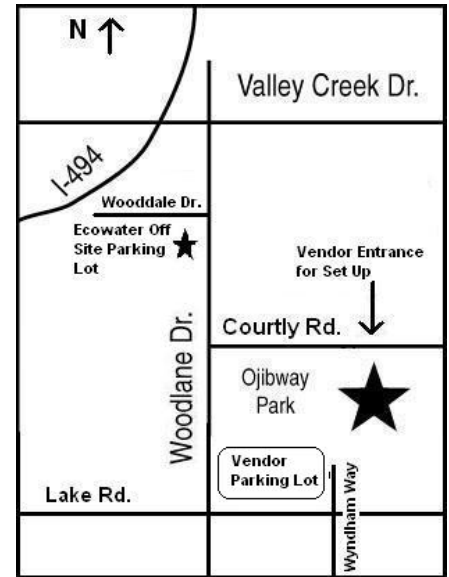 N
Valley Creek Dr.
I-494
Wooddale Dr.
Ecowater Off
Site Parking
Lot
Vendor Entrance
for Set Up
Courtly Rd.
Woodlane Dr.
Ojibway
Park
Vendor
Parking Lot
Wyndham Way
Lake Rd.